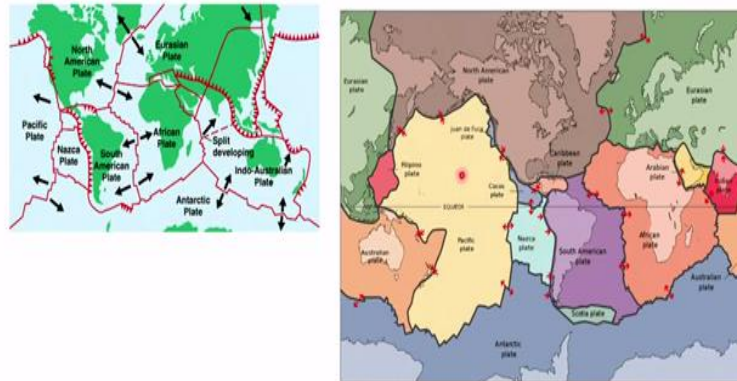 North
American
Plate
Eurasian
Plate
Pacific
Plate
Nazca
Plate
South
American
Plate
African
Plate
Split
developing
Indo-Australian
Plate
Antarctic
Plate
Eurasian
plate
North American
plate
Eurasian
plate
Juan de Fuca
plate
Filipino
plate
Caribbean
plate
Arabian
plate
Cocos
plate
EQUATOR
Australian
plate
Pacific
plate
Nazca
plate
South American
plate
African
plate
Australian
plate
Scotia plate
Antarctic
plate